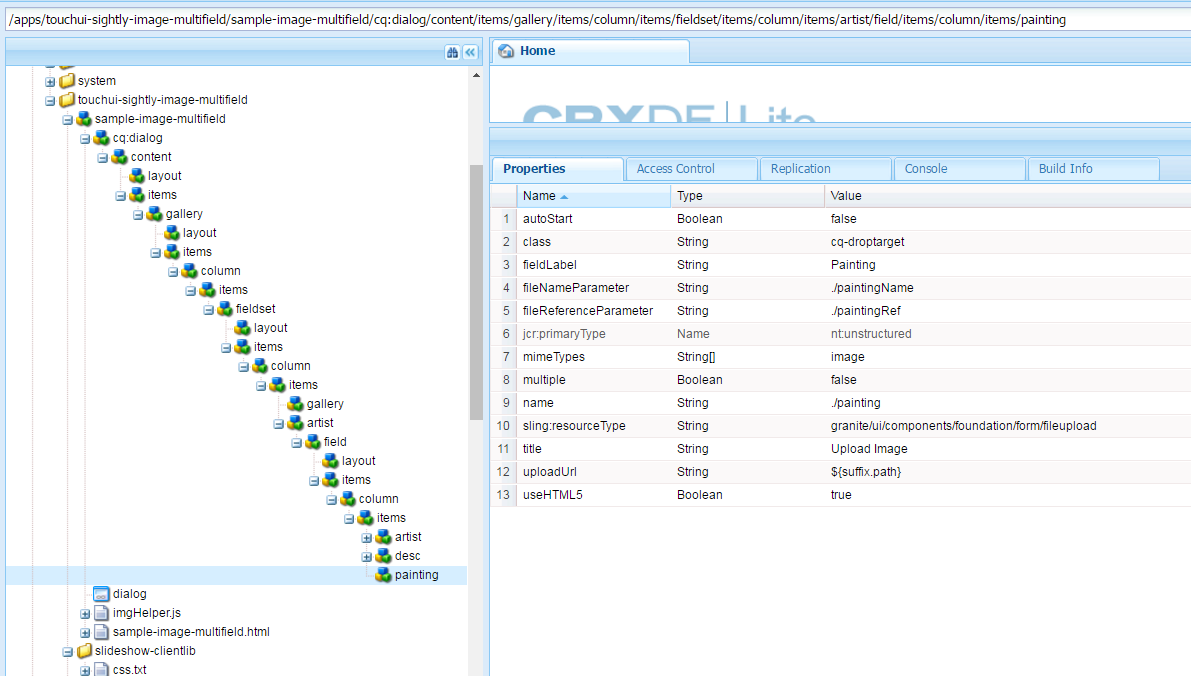 /apps/touchui-sightly-image-multifield/sample-image-multifield/cq:dialog/content/items/gallery/items/column/items/fieldset/items/column/items/artist/field/items/column/items/painting
system
touchui-sightly-image-multifield
sample-image-multifield
cq:dialog
content
layout
items
gallery
layout
items
column
items
fieldset
layout
items
column
items
gallery
artist
field
layout
items
column
items
artist
desc
painting
dialog
imgHelper.js
sample-image-multifield.html
slideshow-clientlib
css.txt
Home
CRXDE | Lite
Properties Access Control Replication Console Build Info
Name Type Value
1 autoStart Boolean false
2 class String cq-droptarget
3 fieldLabel String Painting
4 fileNameParameter String ./paintingName
5 fileReferenceParameter String ./paintingRef
6 jcr:primaryType Name nt:unstructured
7 mimeTypes String[] image
8 multiple Boolean false
9 name String ./painting
10 sling:resourceType String granite/ui/components/foundation/form/fileupload
11 title String Upload Image
12 uploadUrl String ${suffix.path}
13 useHTML5 Boolean true